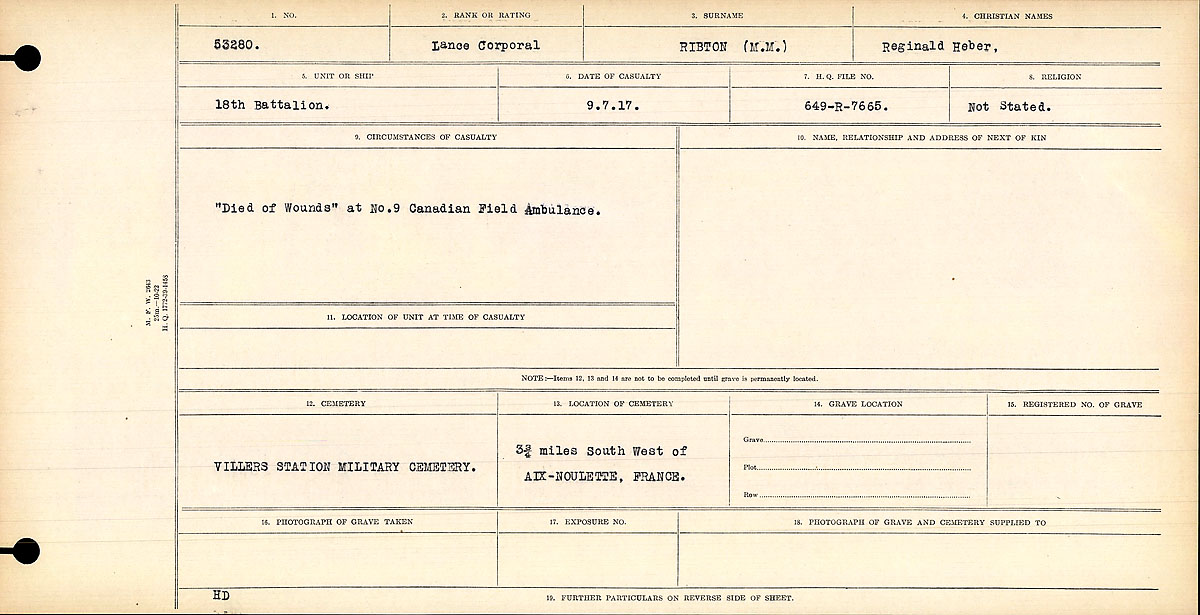 1. NO.
2. RANK OR RATING
3. SURNAME
4. CHRISTIAN NAMES
53280.
Lance Corporal
RIBTON (M.M.)
Reginald Heber,
5. UNIT OR SHIP
6. DATE OF CASUALTY
7. H. Q. FILE NO.
8. RELIGION
18th Battalion.
9.7.17.
649-R-7665.
Not Stated.
9. CIRCUMSTANCES OF CASUALTY
10. NAME, RELATIONSHIP AND ADDRESS OF NEXT OF KIN
"Died of Wounds" at No.9 Canadian Field Ambulance.
M. F. W. 2643
25m.—10-22
H. Q. 1772-39-1458
11. LOCATION OF UNIT AT TIME OF CASUALTY
NOTE:—Items 12, 13 and 14 are not to be completed until grave is permanently located.
12. CEMETERY
13. LOCATION OF CEMETERY
14. GRAVE LOCATION
15. REGISTERED NO. OF GRAVE
VILLERS STATION MILITARY CEMETERY.
3¾ miles South West of
AIX-NOULETTE, FRANCE.
Grave
Plot
Row
16. PHOTOGRAPH OF GRAVE TAKEN
17. EXPOSURE NO.
18. PHOTOGRAPH OF GRAVE AND CEMETERY SUPPLIED TO
HD
19. FURTHER PARTICULARS ON REVERSE SIDE OF SHEET.